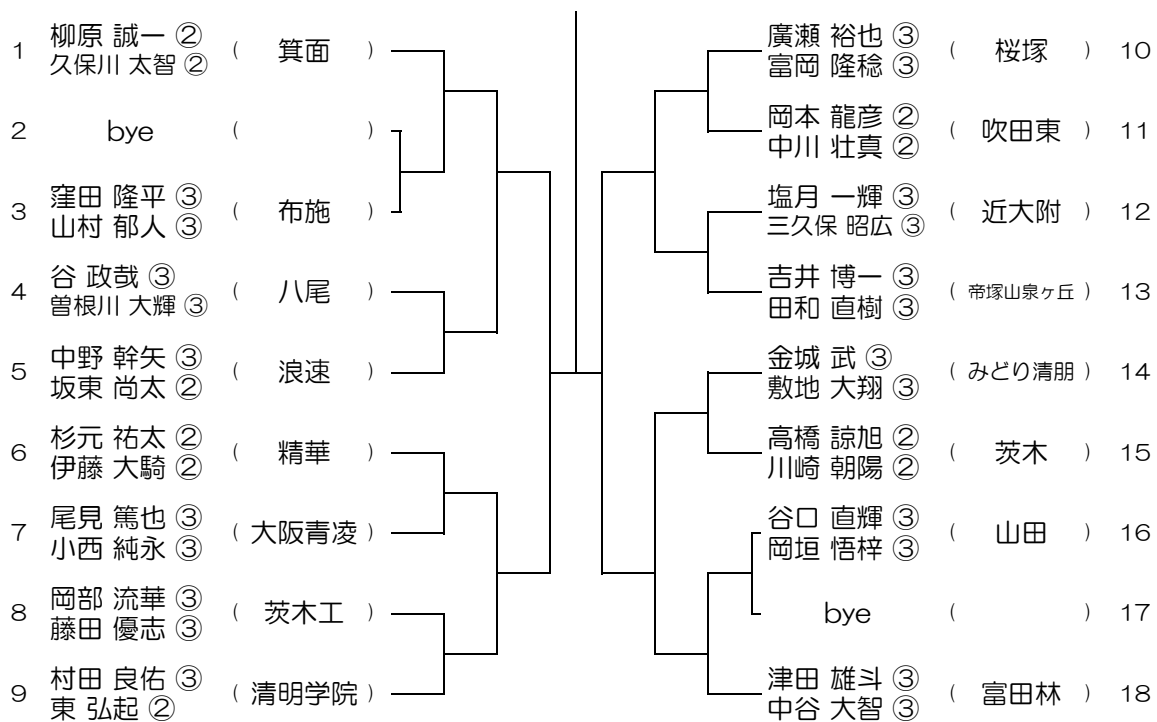 1 柳原 誠一 ② ( 箕面 )
久保川 太智 ②
2 bye ( )
3 窪田 隆平 ③ ( 布施 )
山村 郁人 ③
4 谷 政哉 ③ ( 八尾 )
曽根川 大輝 ③
5 中野 幹矢 ③ ( 浪速 )
坂東 尚太 ②
6 杉元 祐太 ② ( 精華 )
伊藤 大騎 ②
7 尾見 篤也 ③ ( 大阪青凌 )
小西 純永 ③
8 岡部 流華 ③ ( 茨木工 )
藤田 優志 ③
9 村田 良佑 ③ ( 清明学院 )
東 弘起 ②
廣瀬 裕也 ③ ( 桜塚 ) 10
富岡 隆稔 ③
岡本 龍彦 ② ( 吹田東 ) 11
中川 壮真 ②
塩月 一輝 ③ ( 近大附 ) 12
三久保 昭広 ③
吉井 博一 ③ ( 帝塚山泉ヶ丘 ) 13
田和 直樹 ③
金城 武 ③ ( みどり清朋 ) 14
敷地 大翔 ③
高橋 諒旭 ② ( 茨木 ) 15
川崎 朝陽 ②
谷口 直輝 ③ ( 山田 ) 16
岡垣 悟梓 ③
bye ( ) 17
津田 雄斗 ③ ( 富田林 ) 18
中谷 大智 ③